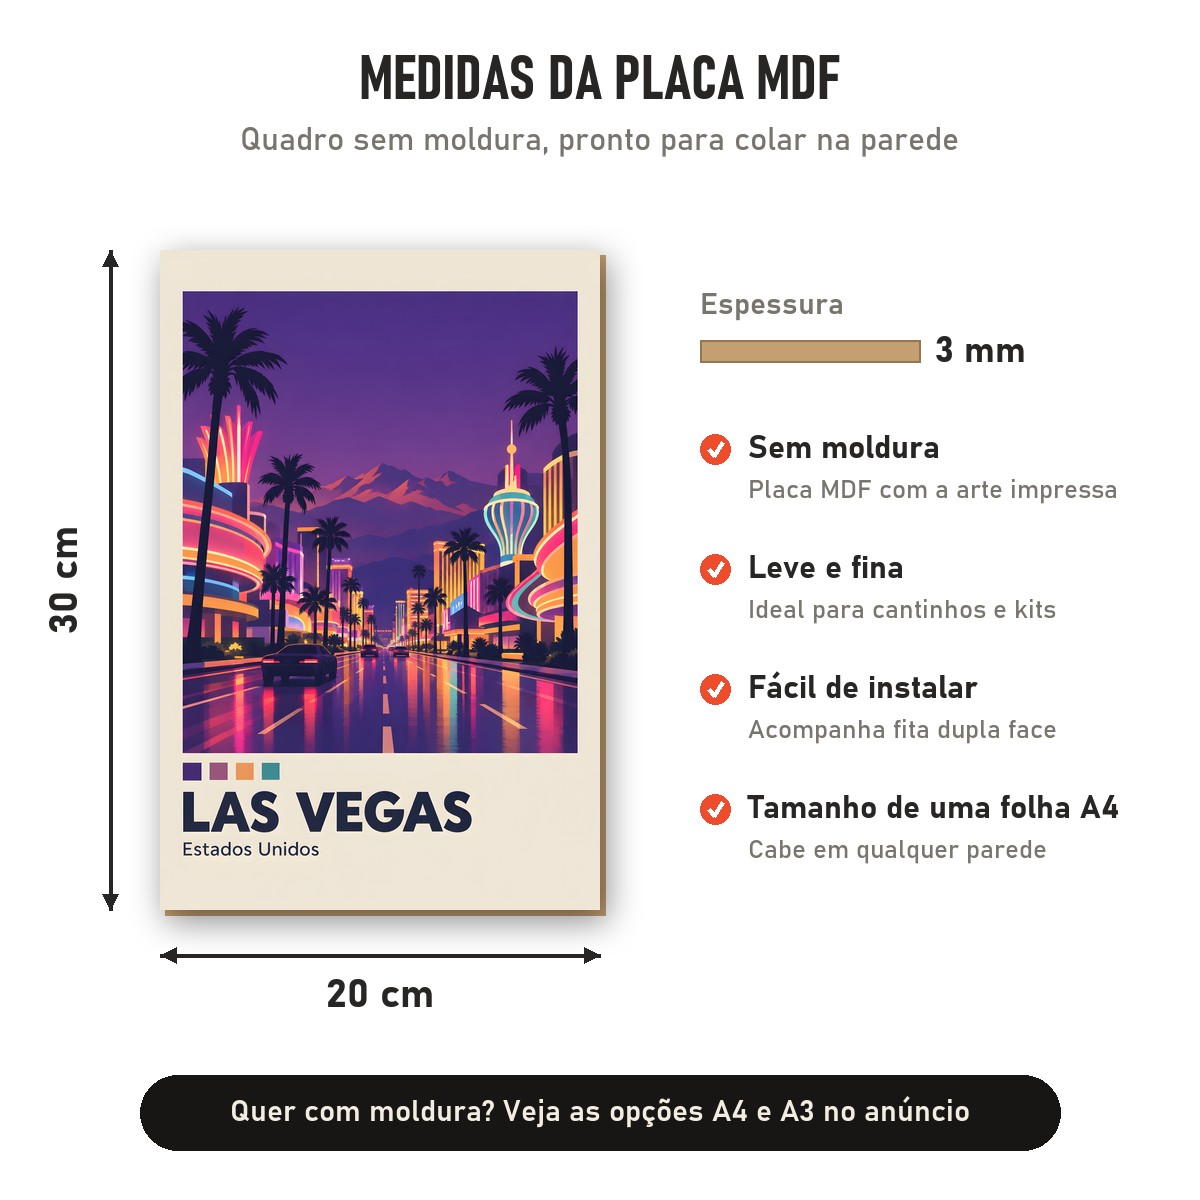 MEDIDAS DA PLACA MDF
Quadro sem moldura, pronto para colar na parede
30 cm
LAS VEGAS
Estados Unidos
20 cm
Espessura
3 mm
Sem moldura
Placa MDF com a arte impressa
Leve e fina
Ideal para cantinhos e kits
Fácil de instalar
Acompanha fita dupla face
Tamanho de uma folha A4
Cabe em qualquer parede
Quer com moldura? Veja as opções A4 e A3 no anúncio